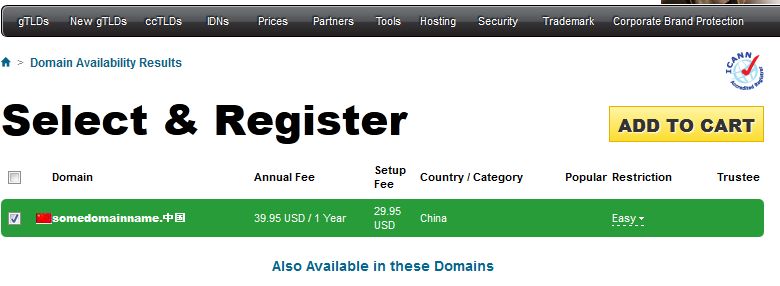 gTLDs New gTLDs ccTLDs IDNs Prices Partners Tools Hosting Security Trademark Corporate Brand Protection
> Domain Availability Results
ICANN
Accredited Registrar
Select & Register
ADD TO CART
Domain Annual Fee Setup Fee Country / Category Popular Restriction Trustee
somedomainname.中国 39.95 USD / 1 Year 29.95 USD China Easy
Also Available in these Domains